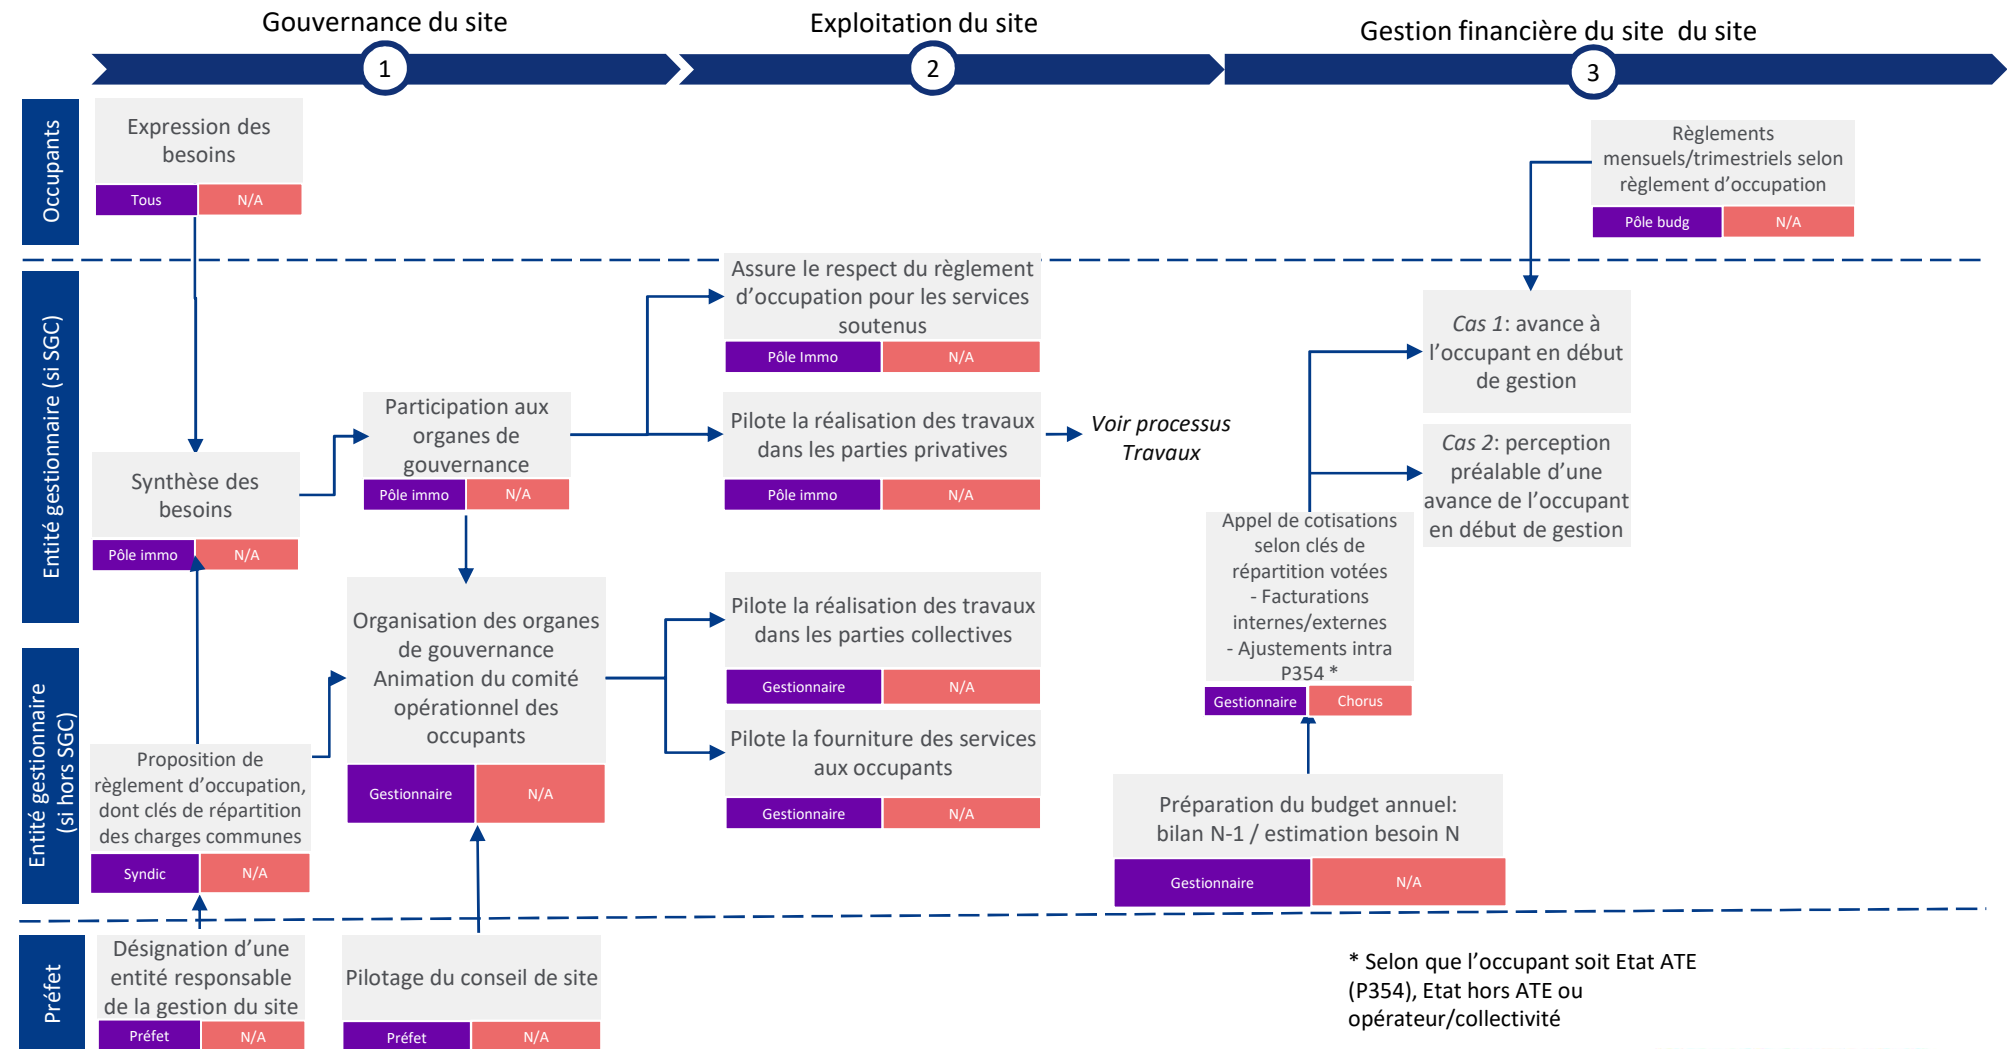 Gouvernance du site
Exploitation du site
Gestion financière du site  du site
1
2
3
Occupants
Expression des
besoins
Tous
N/A
Règlements
mensuels/trimestriels selon
règlement d’occupation
Pôle budg
N/A
Entité gestionnaire (si SGC)
Assure le respect du règlement
d’occupation pour les services
soutenus
Pôle Immo
N/A
Cas 1: avance à
l’occupant en début
de gestion
Participation aux
organes de
gouvernance
Pôle immo
N/A
Pilote la réalisation des travaux
dans les parties privatives
Pôle immo
N/A
Voir processus
Travaux
Cas 2: perception
préalable d’une
avance de l’occupant
en début de gestion
Synthèse des
besoins
Pôle immo
N/A
Appel de cotisations
selon clés de
répartition votées
- Facturations
internes/externes
- Ajustements intra
P354 *
Gestionnaire
Chorus
Entité gestionnaire
(si hors SGC)
Organisation des organes
de gouvernance
Animation du comité
opérationnel des
occupants
Gestionnaire
N/A
Pilote la réalisation des travaux
dans les parties collectives
Gestionnaire
N/A
Proposition de
règlement d’occupation,
dont clés de répartition
des charges communes
Syndic
N/A
Pilote la fourniture des services
aux occupants
Gestionnaire
N/A
Préparation du budget annuel:
bilan N-1 / estimation besoin N
Gestionnaire
N/A
Préfet
Désignation d’une
entité responsable
de la gestion du site
Préfet
N/A
Pilotage du conseil de site
Préfet
N/A
* Selon que l’occupant soit Etat ATE
(P354), Etat hors ATE ou
opérateur/collectivité